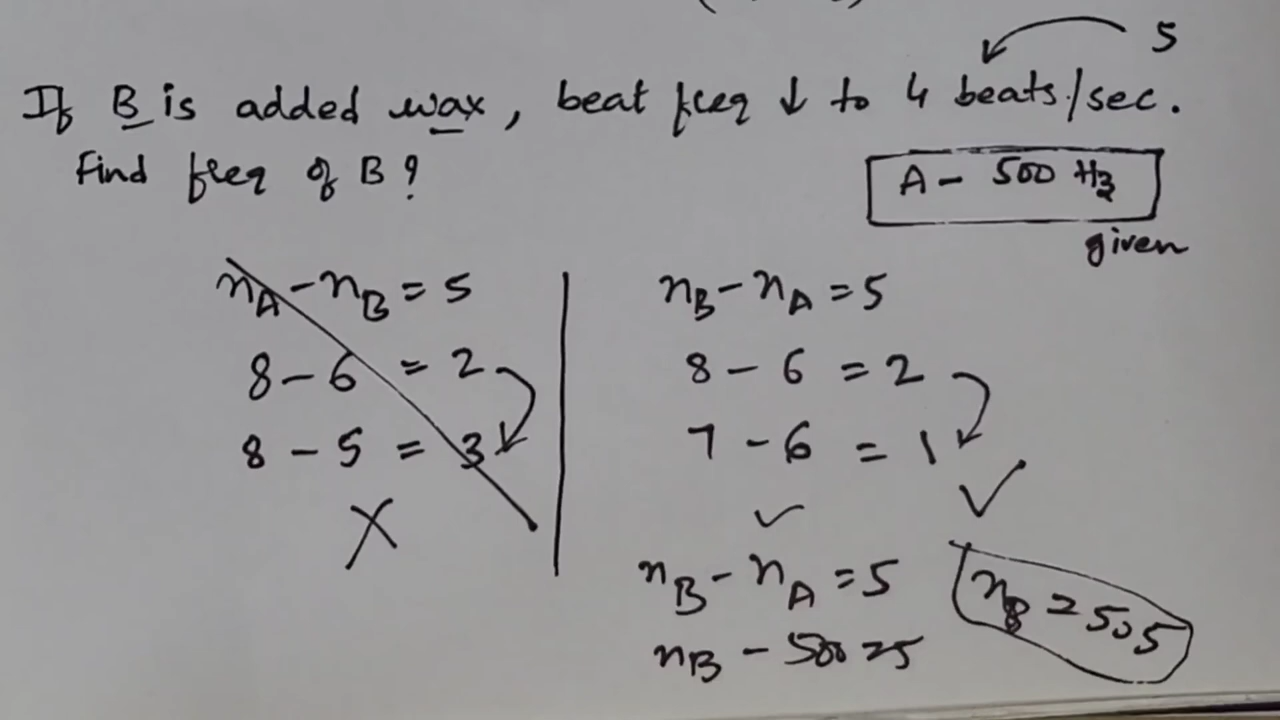 5
If B is added wax, beat freq ↓ to 4 beats/sec.
Find freq of B?
A - 500 Hz
given
nA - nB = 5
8 - 6 = 2
8 - 5 = 3
X
nB - nA = 5
8 - 6 = 2
7 - 6 = 1
✓ ✓
nB - nA = 5
nB - 500 = 5
nB = 505